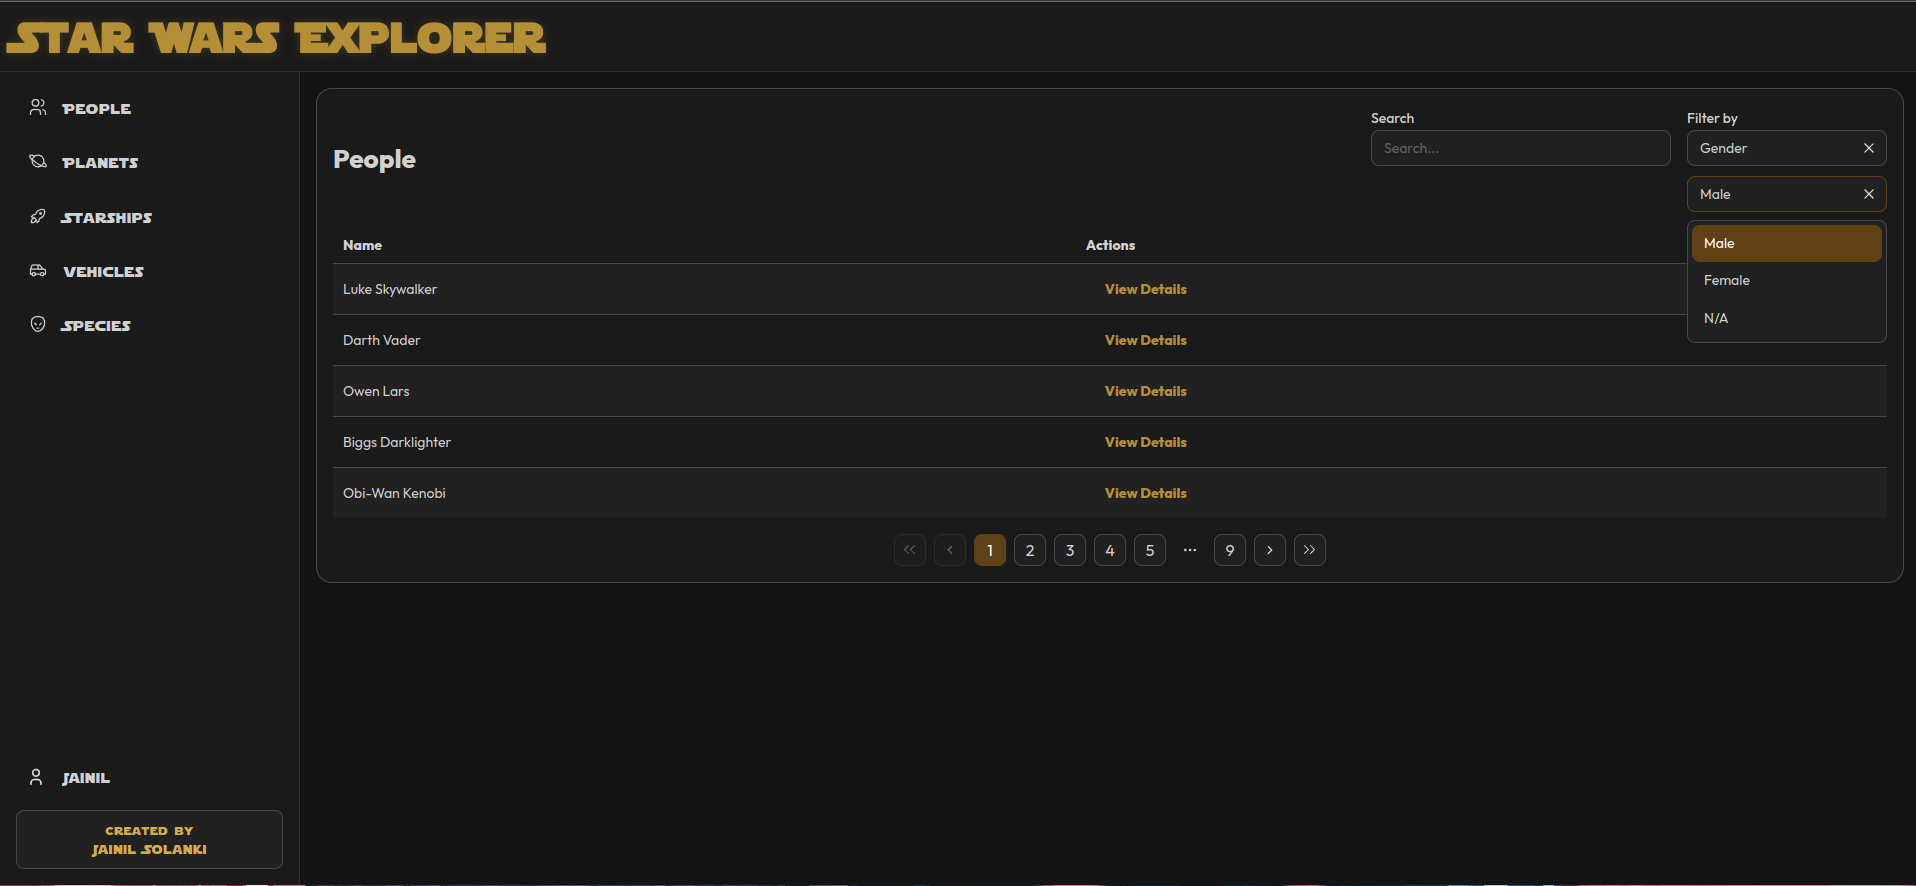 Star Wars Explorer
People
Planets
Starships
Vehicles
Species
Jainil
Created by
Jainil Solanki
People
Search
Search...
Filter by
Gender
Male
Male
Female
N/A
Name Actions
Luke Skywalker View Details
Darth Vader View Details
Owen Lars View Details
Biggs Darklighter View Details
Obi-Wan Kenobi View Details
1 2 3 4 5 ... 9